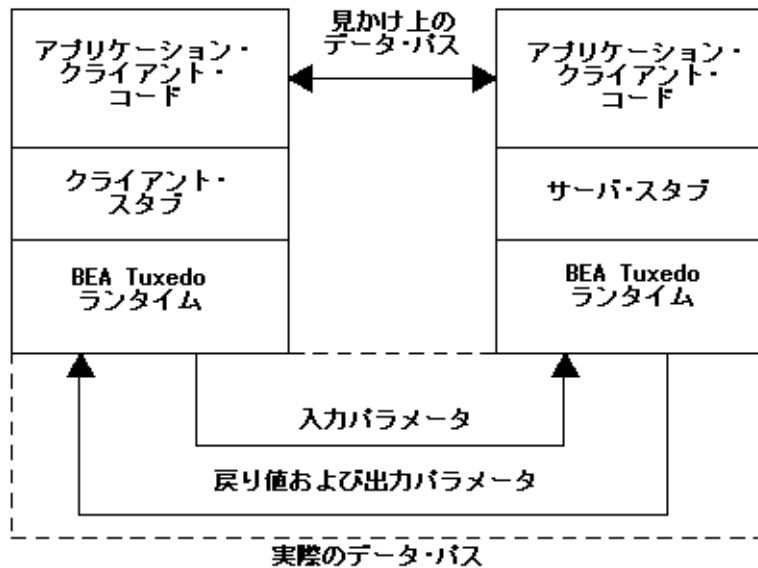 アプリケーション・
クライアント・
コード
見かけ上の
データ・パス
アプリケーション・
クライアント・
コード
クライアント・
スタブ
サーバ・スタブ
BEA Tuxedo
ランタイム
BEA Tuxedo
ランタイム
入力パラメータ
戻り値および出力パラメータ
実際のデータ・パス